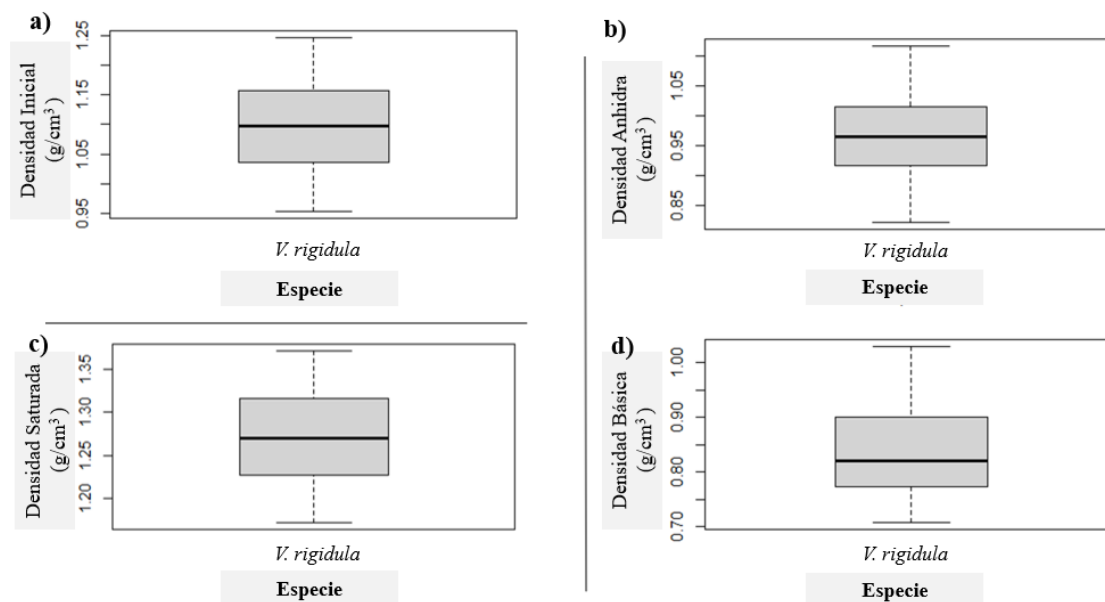 a)
Densidad Inicial
(g/cm³)
1.25
1.15
1.05
0.95
V. rigidula
Especie
b)
Densidad Anhidra
(g/cm³)
1.05
0.95
0.85
V. rigidula
Especie
c)
Densidad Saturada
(g/cm³)
1.35
1.30
1.25
1.20
V. rigidula
Especie
d)
Densidad Básica
(g/cm³)
1.00
0.90
0.80
0.70
V. rigidula
Especie